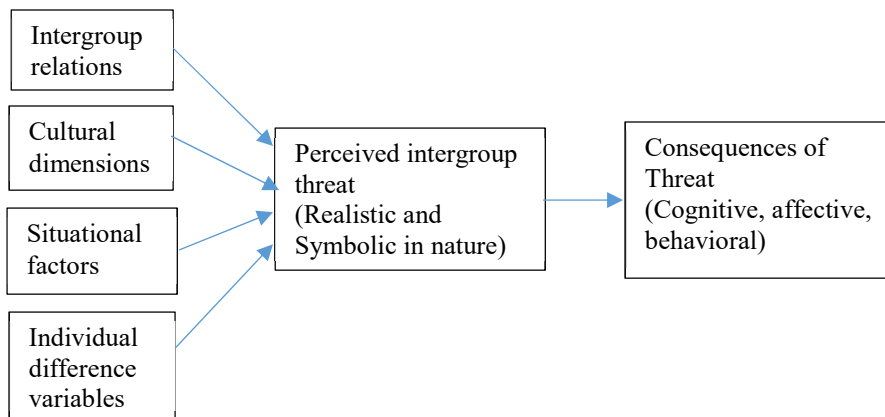 Intergroup
relations
Cultural
dimensions
Situational
factors
Individual
difference
variables
Perceived intergroup
threat
(Realistic and
Symbolic in nature)
Consequences of
Threat
(Cognitive, affective,
behavioral)